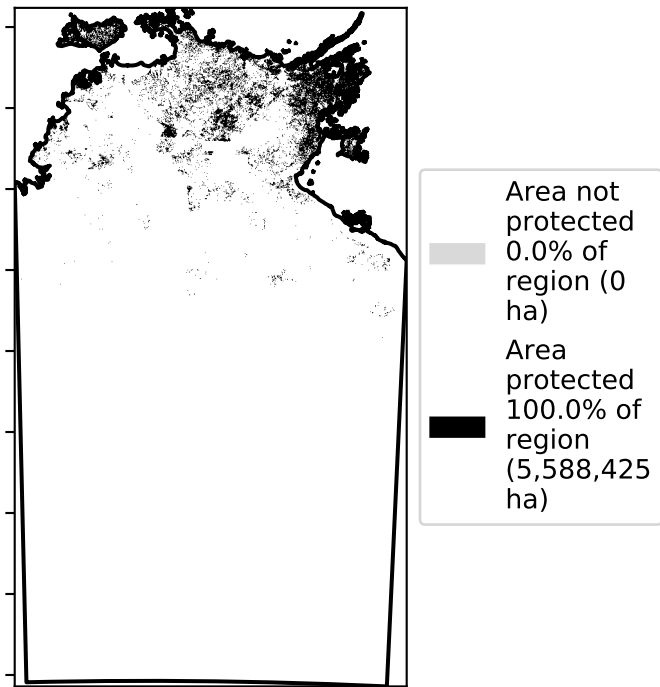 Area not
protected
0.0% of
region (0
ha)
Area
protected
100.0% of
region
(5,588,425
ha)